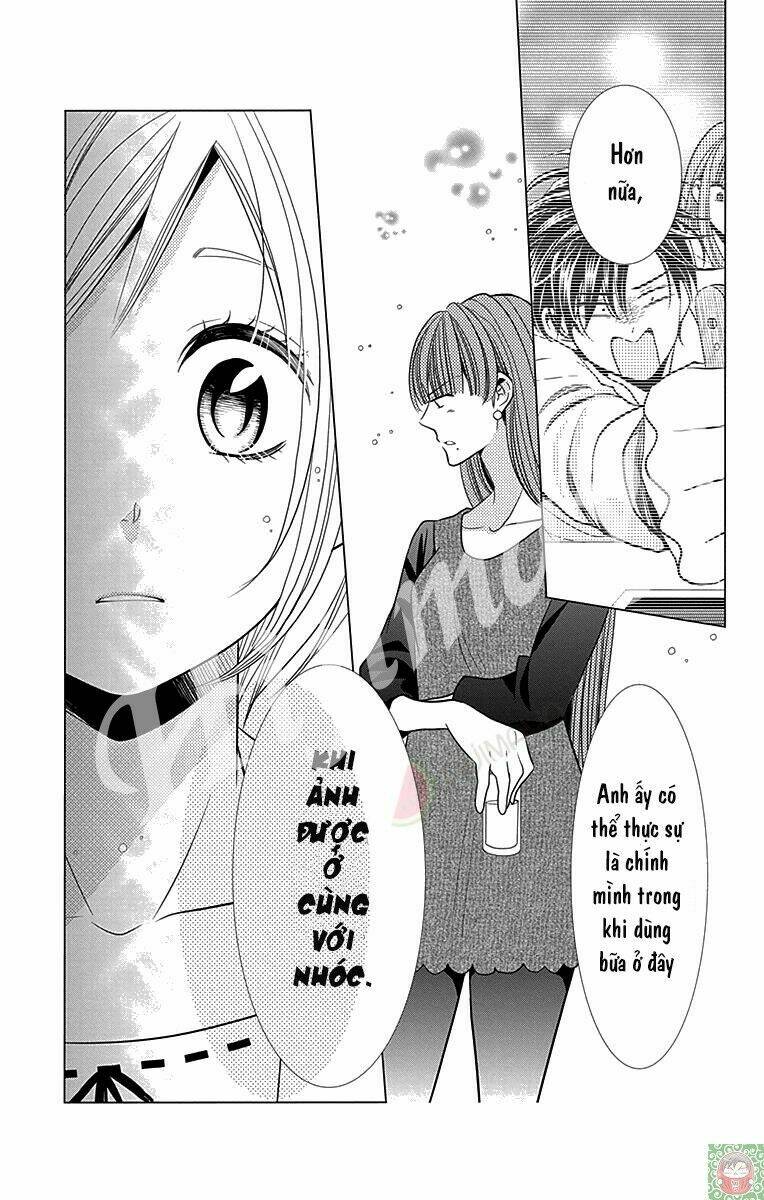 Hơn
nữa,
Anh ấy có
thể thực sự
là chính
mình trong
khi dùng
bữa ở đây
KHI
ẢNH
ĐƯỢC
Ở
CÙNG
VỚI
NHÓC.